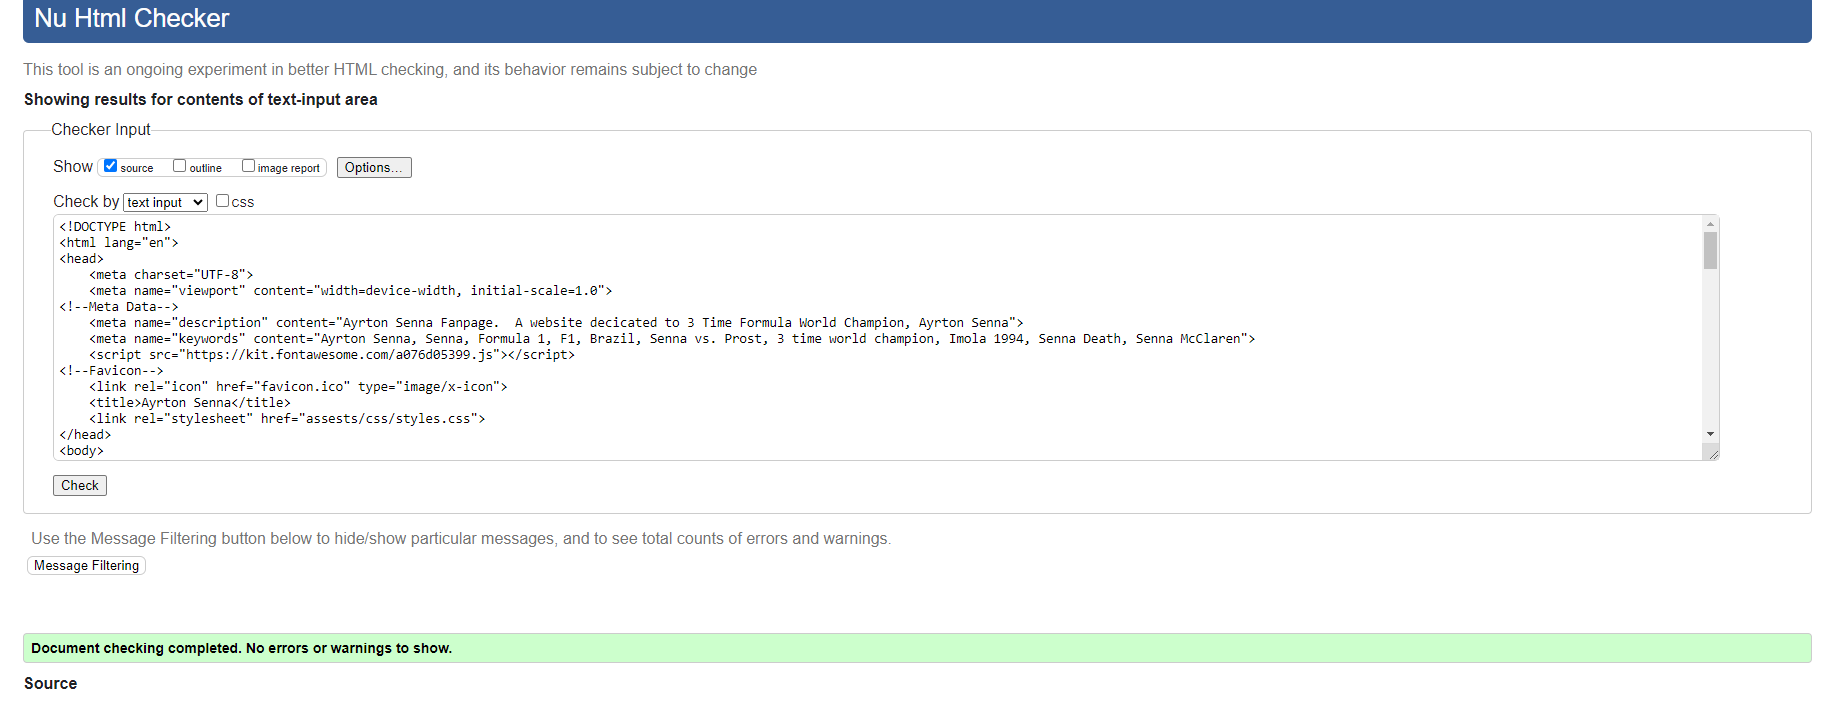 Nu Html Checker
This tool is an ongoing experiment in better HTML checking, and its behavior remains subject to change
Showing results for contents of text-input area
Checker Input
Show source outline image report Options...
Check by text input css
<!DOCTYPE html>
<html lang="en">
<head>
    <meta charset="UTF-8">
    <meta name="viewport" content="width=device-width, initial-scale=1.0">
<!--Meta Data-->
    <meta name="description" content="Ayrton Senna Fanpage.  A website decicated to 3 Time Formula World Champion, Ayrton Senna">
    <meta name="keywords" content="Ayrton Senna, Senna, Formula 1, F1, Brazil, Senna vs. Prost, 3 time world champion, Imola 1994, Senna Death, Senna McClaren">
    <script src="https://kit.fontawesome.com/a076d05399.js"></script>
<!--Favicon-->
    <link rel="icon" href="favicon.ico" type="image/x-icon">
    <title>Ayrton Senna</title>
    <link rel="stylesheet" href="assests/css/styles.css">
</head>
<body>
Check
Use the Message Filtering button below to hide/show particular messages, and to see total counts of errors and warnings.
Message Filtering
Document checking completed. No errors or warnings to show.
Source